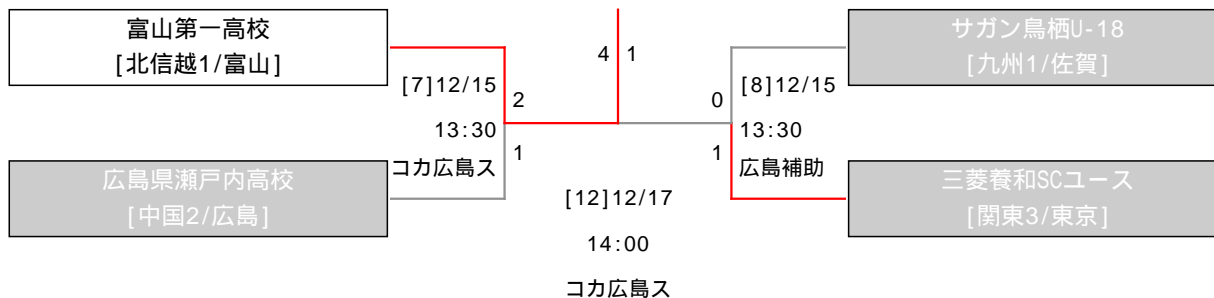 富山第一高校
[北信越1/富山]
サガン鳥栖U-18
[九州1/佐賀]
4
1
[7]12/15
2
13:30
1
コカ広島ス
0
[8]12/15
13:30
1
広島補助
広島県瀬戸内高校
[中国2/広島]
三菱養和SCユース
[関東3/東京]
[12]12/17
14:00
コカ広島ス